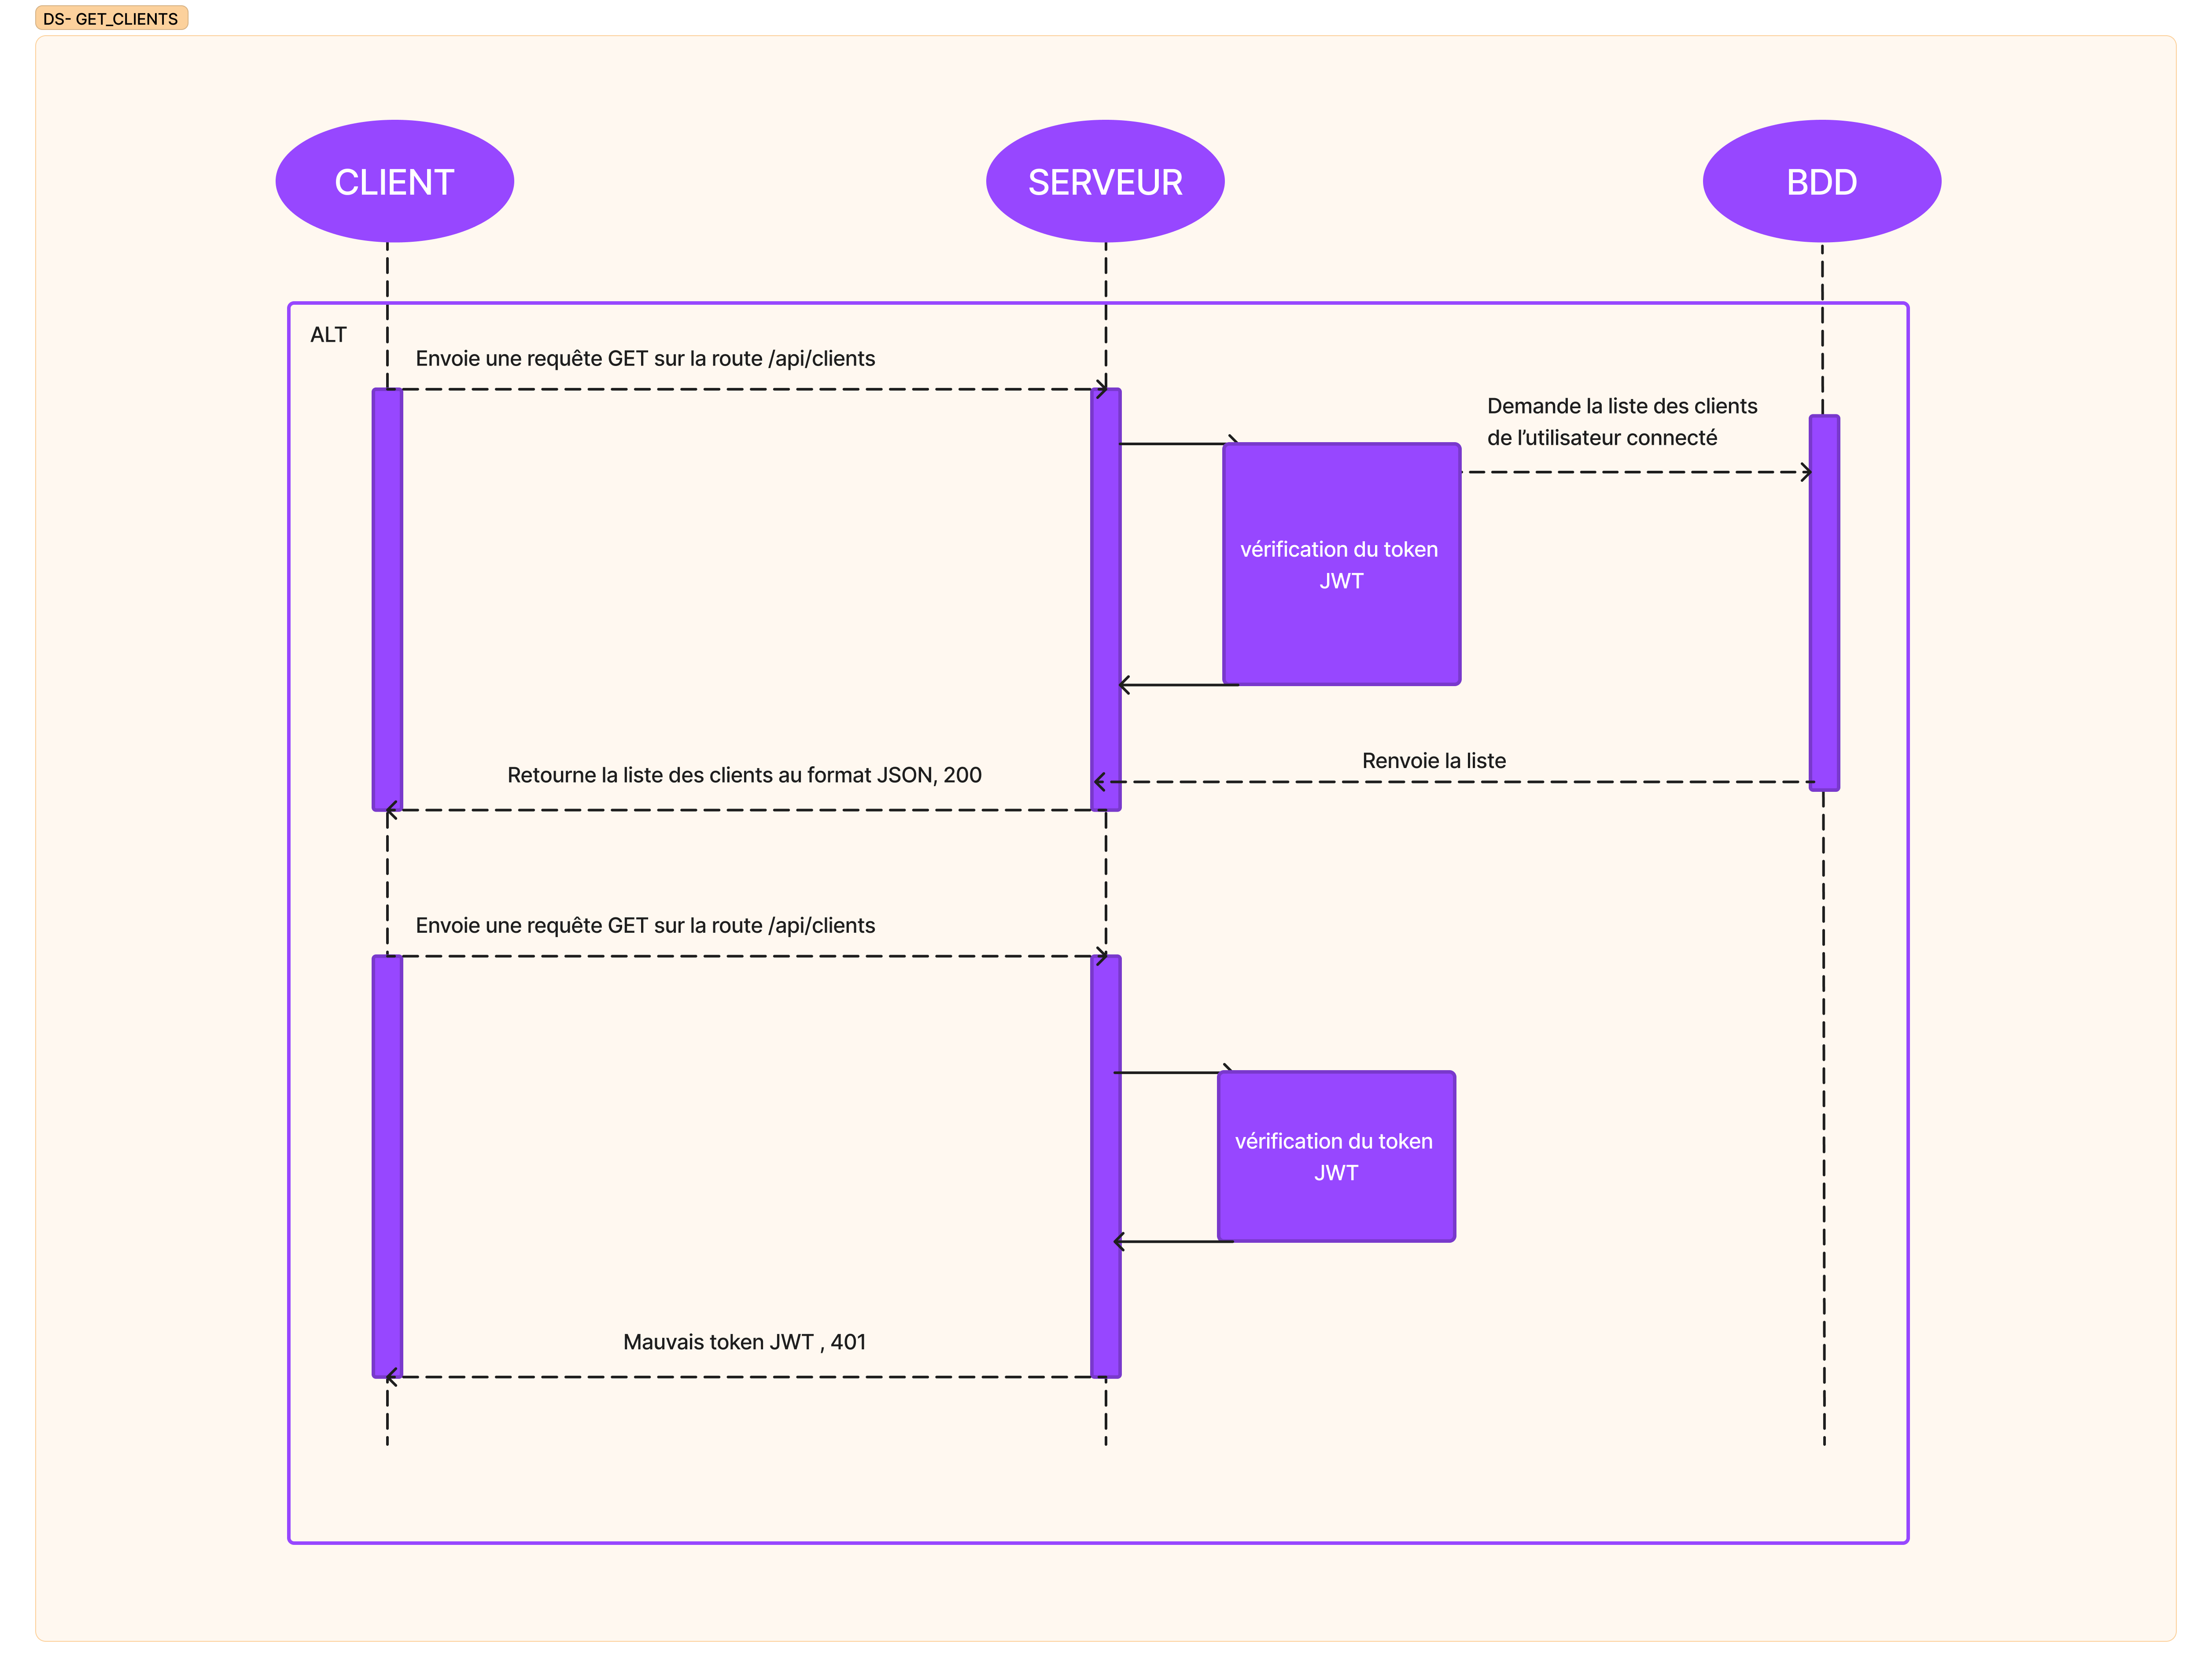 DS- GET_CLIENTS
CLIENT
SERVEUR
BDD
ALT
Envoie une requête GET sur la route /api/clients
Demande la liste des clients
de l’utilisateur connecté
vérification du token
JWT
Renvoie la liste
Retourne la liste des clients au format JSON, 200
Envoie une requête GET sur la route /api/clients
vérification du token
JWT
Mauvais token JWT , 401